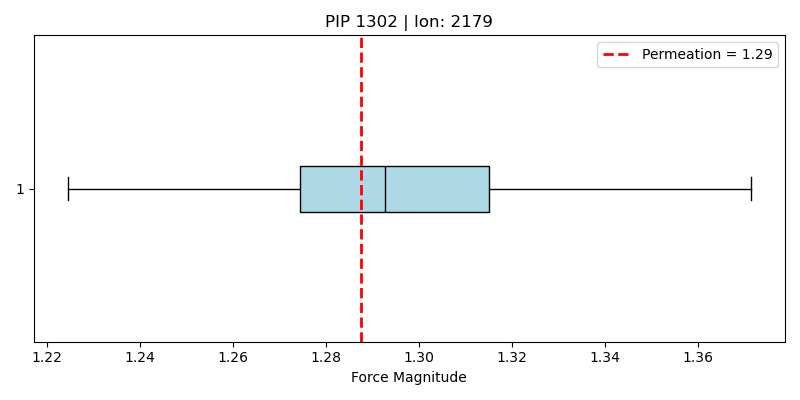 PIP 1302 | Ion: 2179
Permeation = 1.29
1
1.22 1.24 1.26 1.28 1.30 1.32 1.34 1.36
Force Magnitude